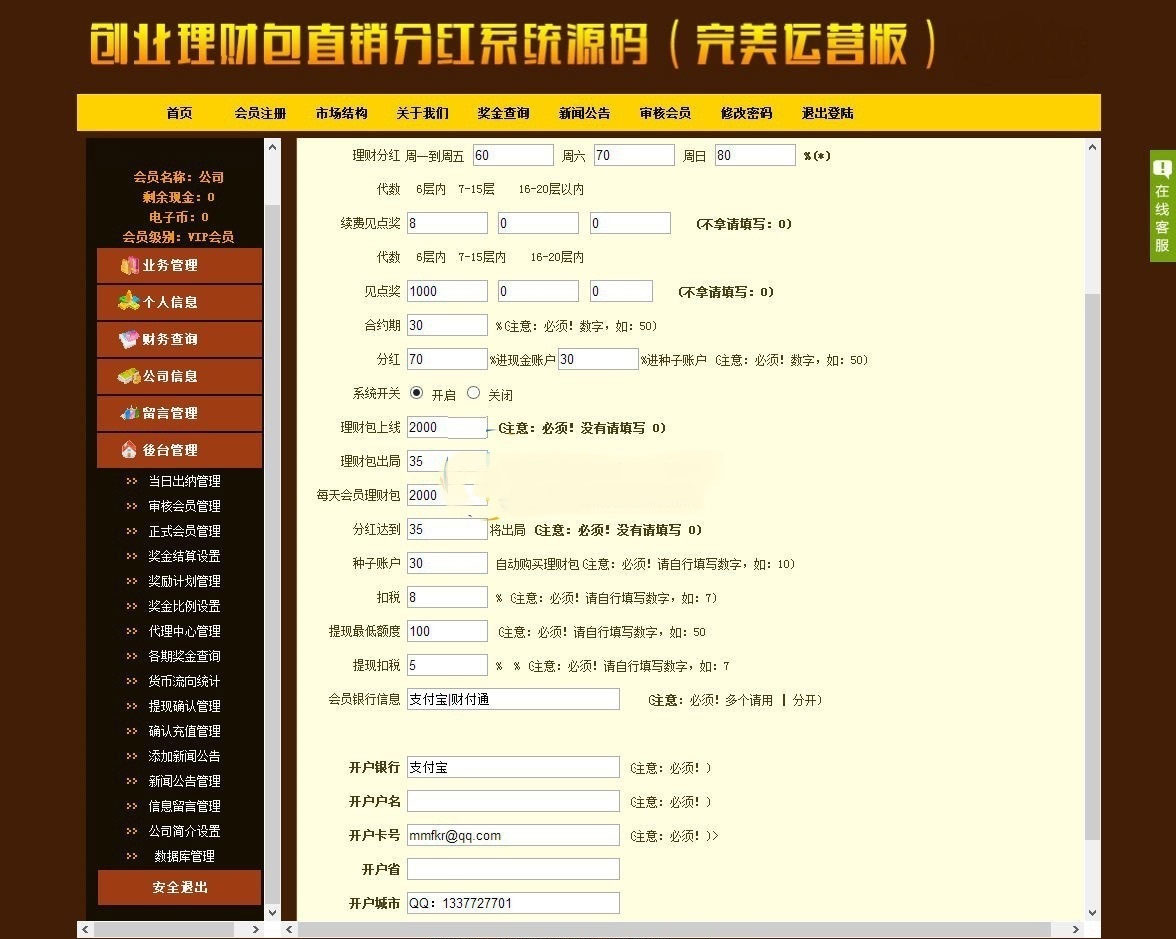 创业理财包直销分红系统源码（完美运营版）
首页 会员注册 市场结构 关于我们 奖金查询 新闻公告 审核会员 修改密码 退出登陆
会员名称：公司
剩余现金：0
电子币：0
会员级别：VIP会员
业务管理
个人信息
财务查询
公司信息
留言管理
後台管理
>> 当日出纳管理
>> 审核会员管理
>> 正式会员管理
>> 奖金结算设置
>> 奖励计划管理
>> 奖金比例设置
>> 代理中心管理
>> 各期奖金查询
>> 货币流向统计
>> 提现确认管理
>> 确认充值管理
>> 添加新闻公告
>> 新闻公告管理
>> 信息留言管理
>> 公司简介设置
>> 数据库管理
安全退出
理财分红 周一到周五 60 周六 70 周日 80 %(*)
代数 6层内 7-15层 16-20层以内
续费见点奖 8 0 0 （不拿请填写：0）
代数 6层内 7-15层内 16-20层内
见点奖 1000 0 0 （不拿请填写：0）
合约期 30 %（注意：必须！数字，如：50）
分红 70 %进现金账户 30 %进种子账户（注意：必须！数字，如：50）
系统开关 开启 关闭
理财包上线 2000 （注意：必须！没有请填写 0）
理财包出局 35
每天会员理财包 2000
分红达到 35 将出局（注意：必须！没有请填写 0）
种子账户 30 自动购买理财包（注意：必须！请自行填写数字，如：10）
扣税 8 %（注意：必须！请自行填写数字，如：7）
提现最低额度 100 （注意：必须！请自行填写数字，如：50
提现扣税 5 % %（注意：必须！请自行填写数字，如：7
会员银行信息 支付宝|财付通 （注意：必须！多个请用 | 分开）
开户银行 支付宝 （注意：必须！）
开户户名 （注意：必须！）
开户卡号 mmfkr@qq.com （注意：必须！）>
开户省
开户城市 QQ：1337727701
在线客服